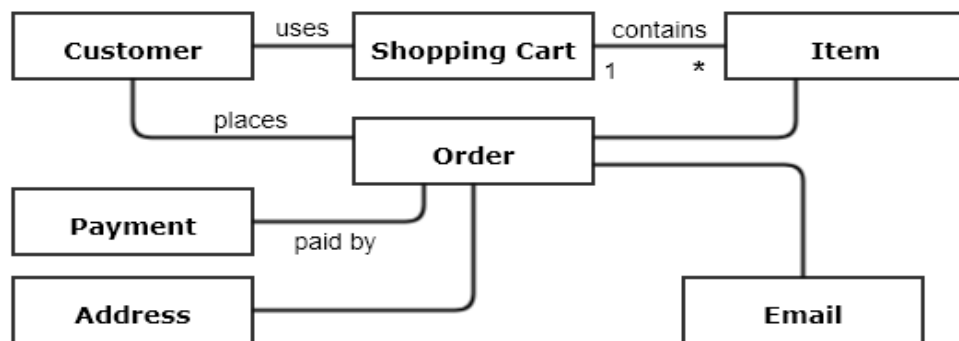 Customer
uses
Shopping Cart
contains
Item
1
*
places
Order
Payment
paid by
Address
Email